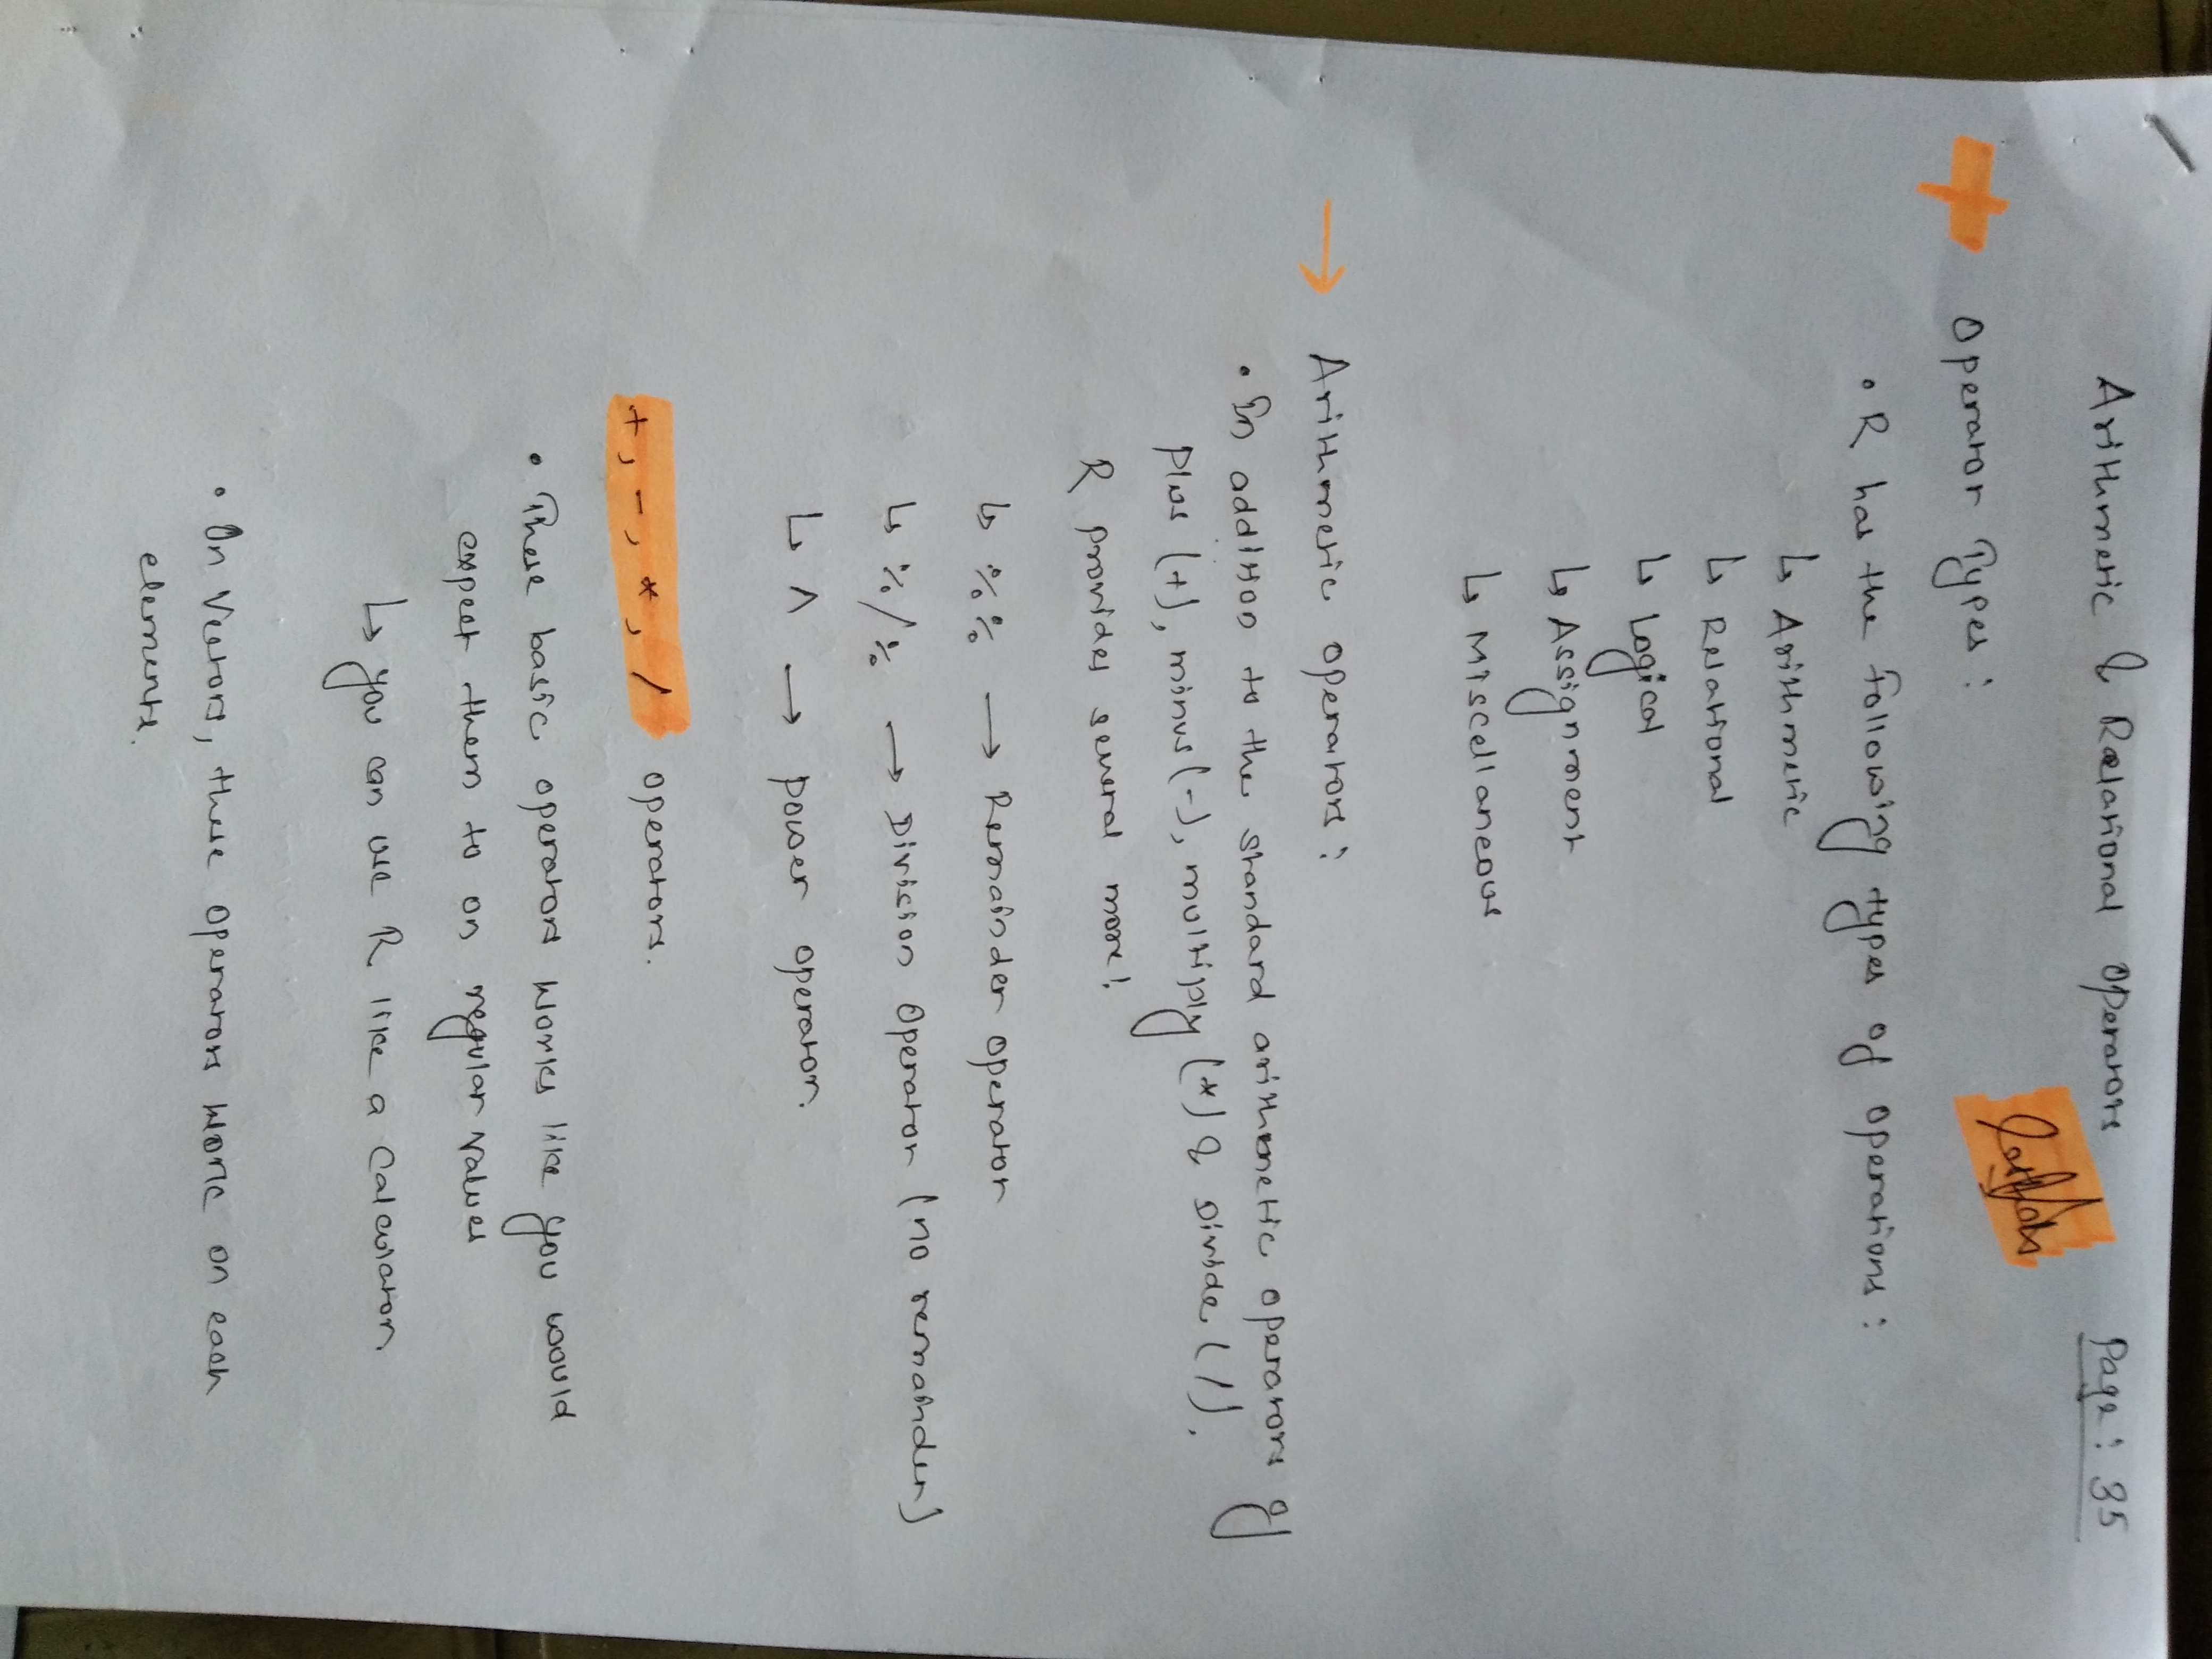 Arithmetic & Relational operators Page: 35
Operator Types:
• R has the following types of operations:
↳ Arithmetic
↳ Relational
↳ Logical
↳ Assignment
↳ Miscellaneous
→ Arithmetic operators:
• In addition to the standard arithmetic operators of
plus (+), minus (-), multiply (*) & Divide (/).
R provides several more!
↳ %% → Remainder operator
↳ %/% → Division operator (no remainder)
↳ ^ → power operator.
+, -, *, / operators.
• These basic operators works like you would
expect them to on regular values
↳ you can use R like a calculator
• On Vectors, these operators work on each
elements.